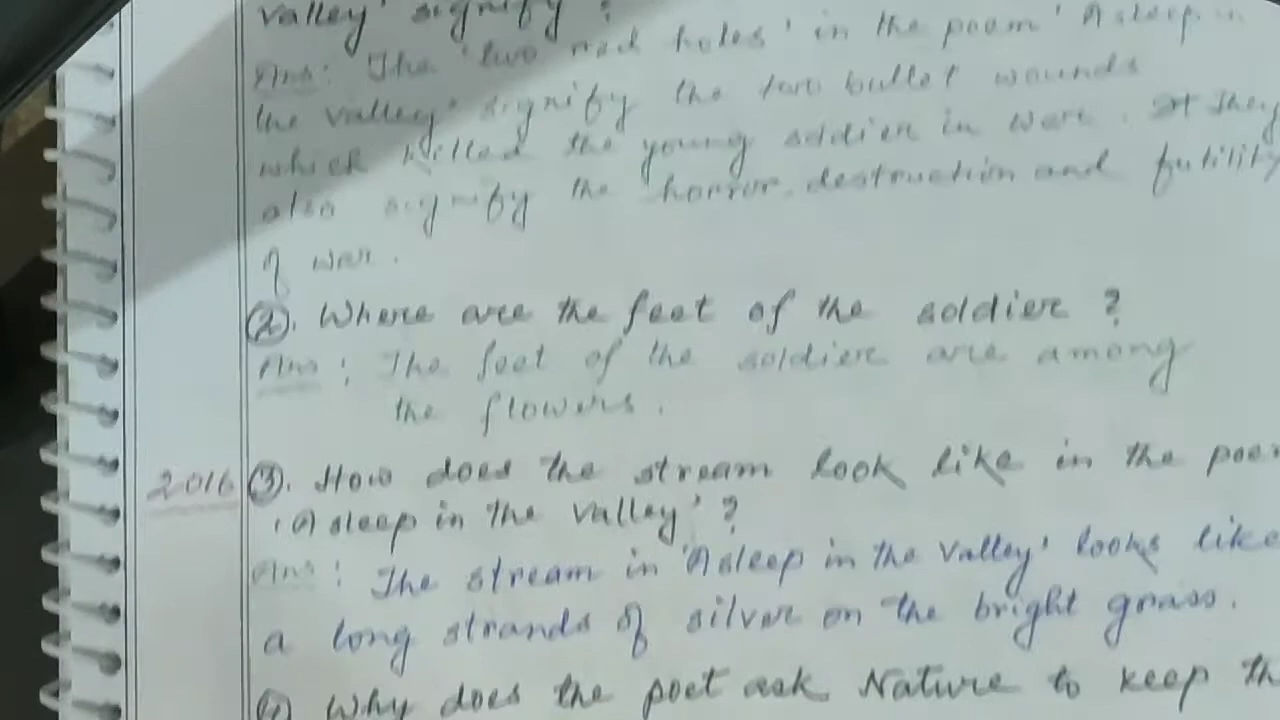 valley' signify ?
Ans : The 'two red holes' in the poem 'Asleep in
the valley' signify the two bullet wounds
which killed the young soldier in war. It They
also signify the horror, destruction and futility
of war.
(2). Where are the feet of the soldier ?
Ans : The feet of the soldier are among
the flowers.
2016 (3). How does the stream look like in the poem
'Asleep in the valley' ?
Ans : The stream in 'Asleep in the valley' looks like
a long strands of silver on the bright grass.
(4) Why does the poet ask Nature to keep th